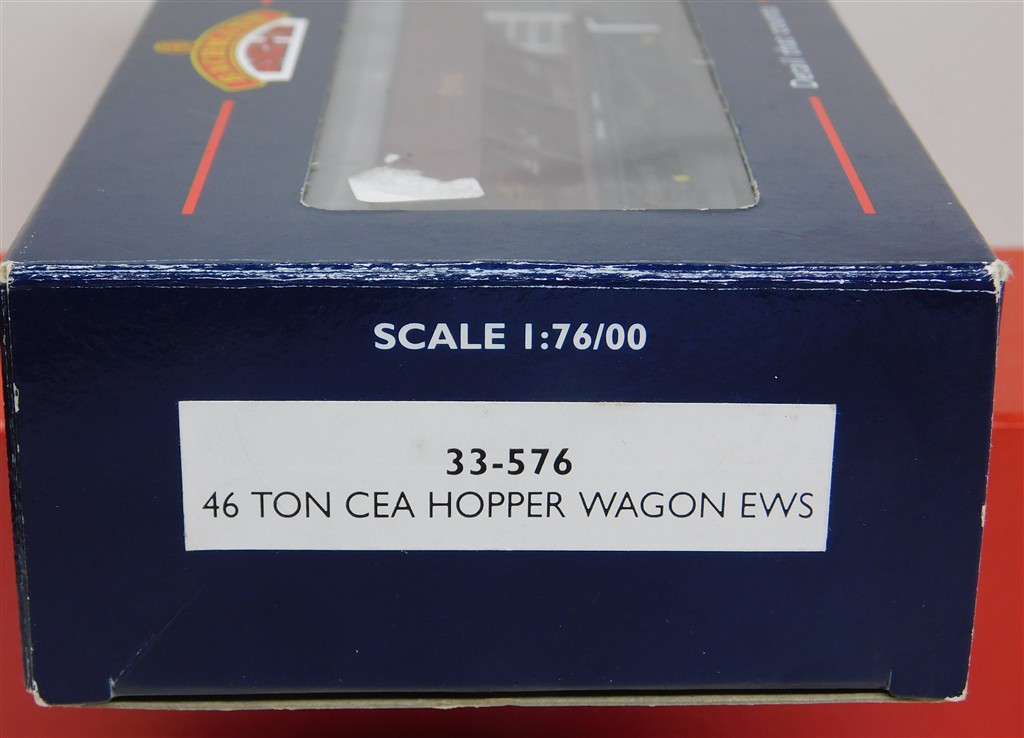 SCALE 1:76/00
33-576
46 TON CEA HOPPER WAGON EWS